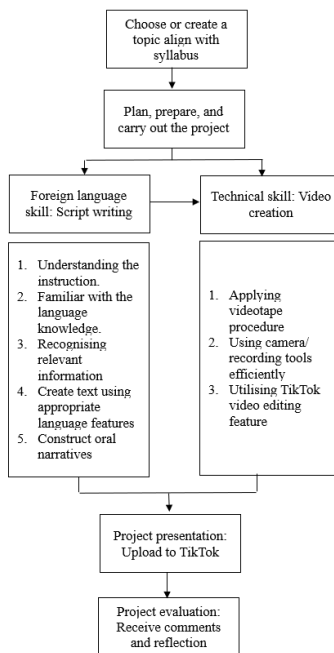 Choose or create a
topic align with
syllabus
Plan, prepare, and
carry out the project
Foreign language
skill: Script writing
Technical skill: Video
creation
1. Understanding the
instruction.
2. Familiar with the
language
knowledge.
3. Recognising
relevant
information
4. Create text using
appropriate
language features
5. Construct oral
narratives
1. Applying
videotape
procedure
2. Using camera/
recording tools
efficiently
3. Utilising TikTok
video editing
feature
Project presentation:
Upload to TikTok
Project evaluation:
Receive comments
and reflection